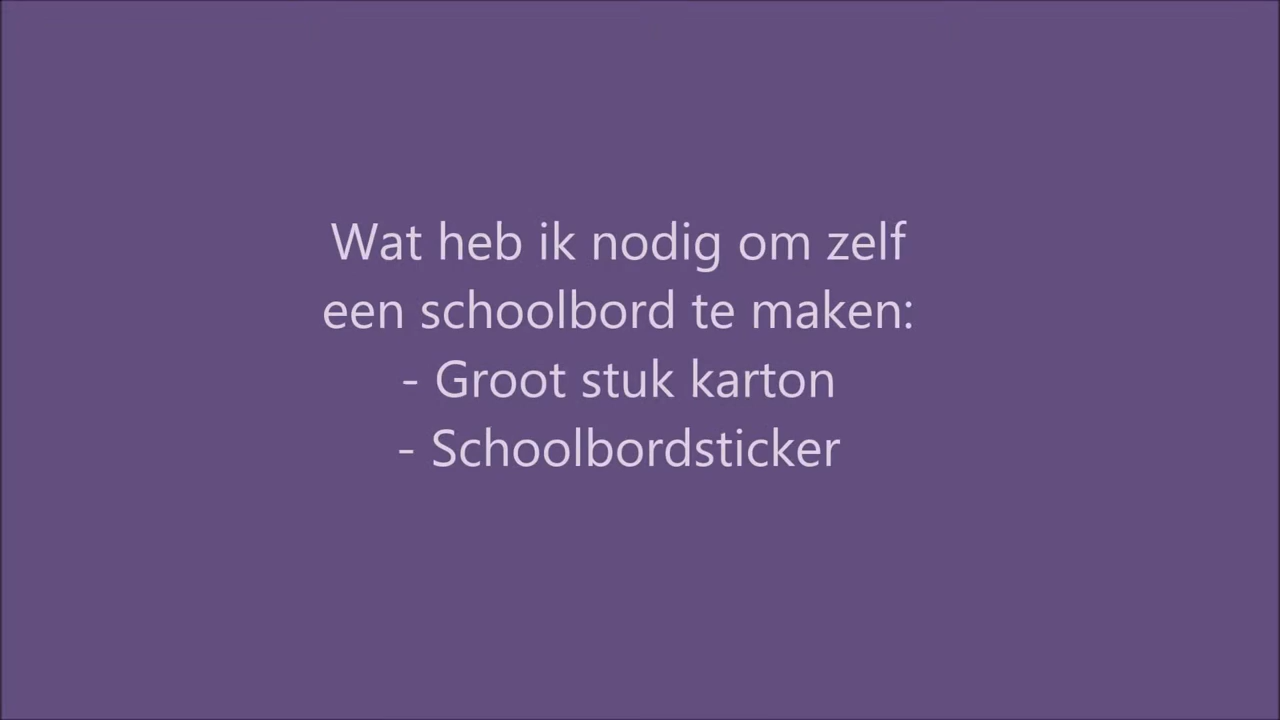 Wat heb ik nodig om zelf
een schoolbord te maken:
- Groot stuk karton
- Schoolbordsticker